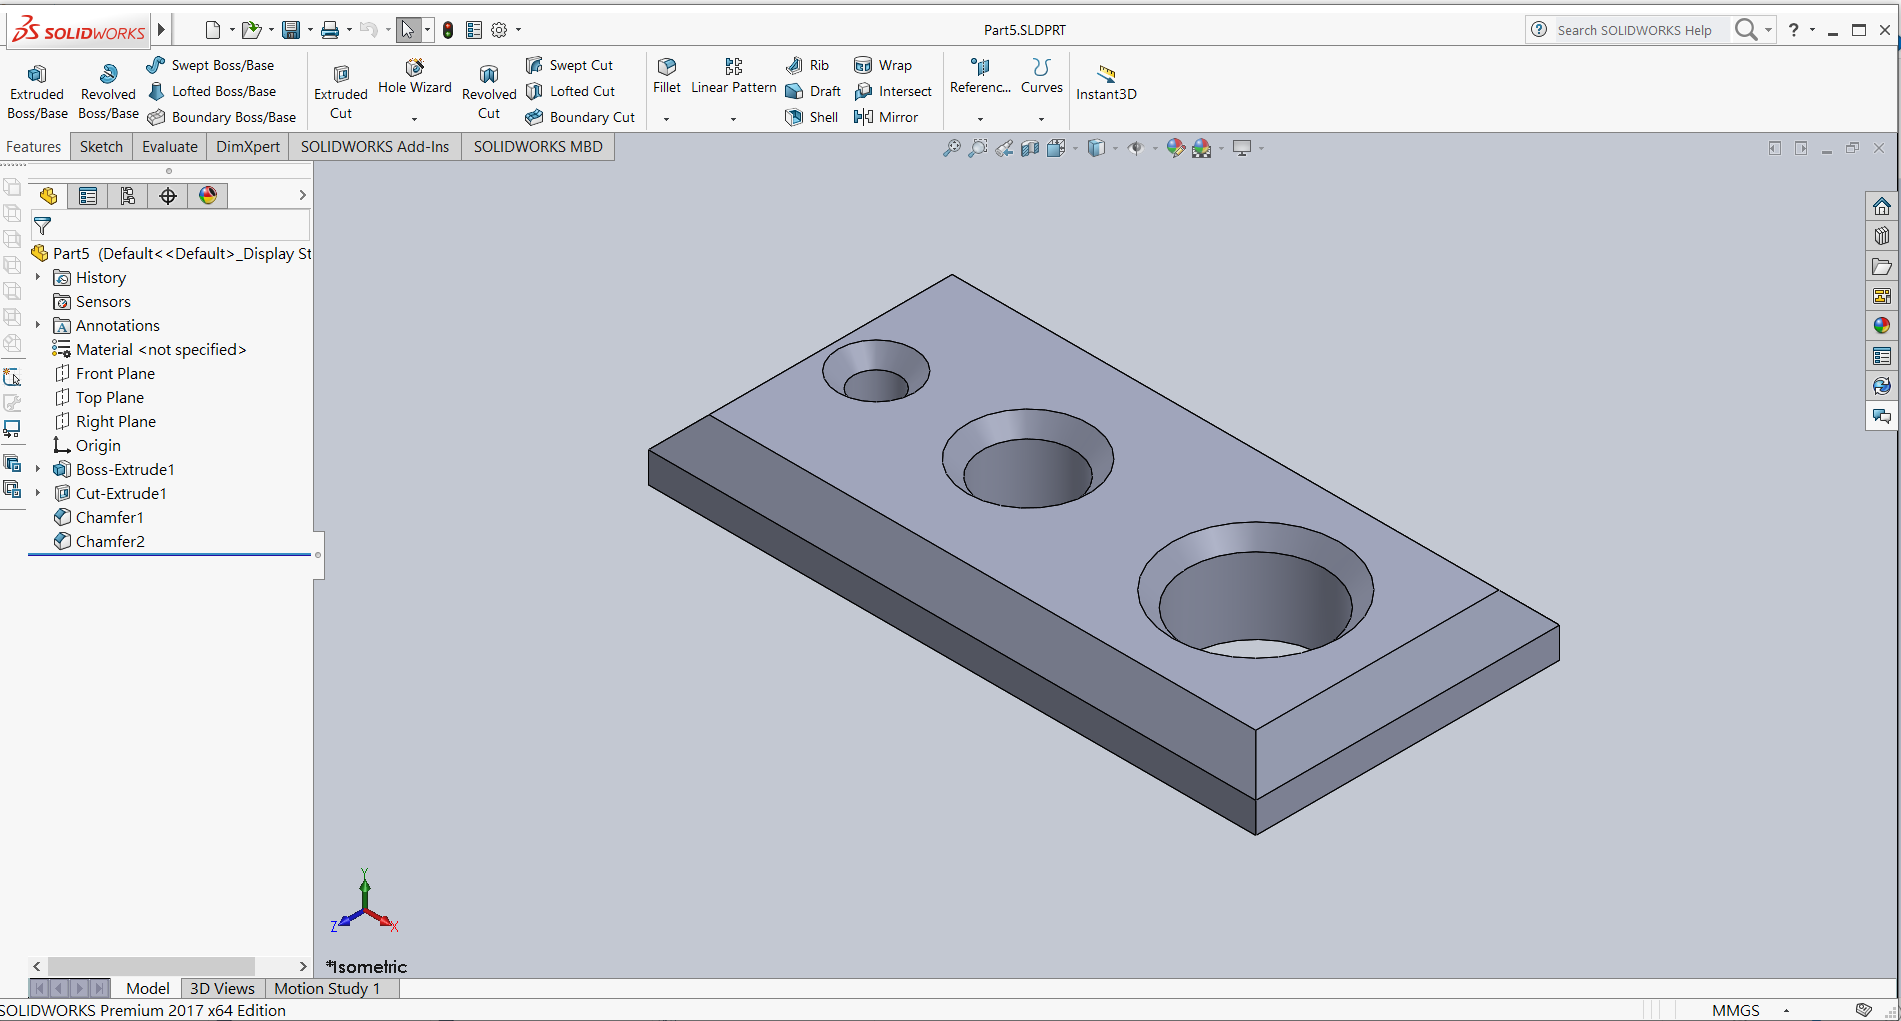 SOLIDWORKS
Part5.SLDPRT
Search SOLIDWORKS Help
?
Extruded Boss/Base
Revolved Boss/Base
Swept Boss/Base
Lofted Boss/Base
Boundary Boss/Base
Extruded Cut
Hole Wizard
Revolved Cut
Swept Cut
Lofted Cut
Boundary Cut
Fillet
Linear Pattern
Rib
Draft
Shell
Wrap
Intersect
Mirror
Referenc...
Curves
Instant3D
Features
Sketch
Evaluate
DimXpert
SOLIDWORKS Add-Ins
SOLIDWORKS MBD
Part5 (Default<<Default>_Display St
History
Sensors
Annotations
Material <not specified>
Front Plane
Top Plane
Right Plane
Origin
Boss-Extrude1
Cut-Extrude1
Chamfer1
Chamfer2
Y
Z
X
*Isometric
Model
3D Views
Motion Study 1
SOLIDWORKS Premium 2017 x64 Edition
MMGS